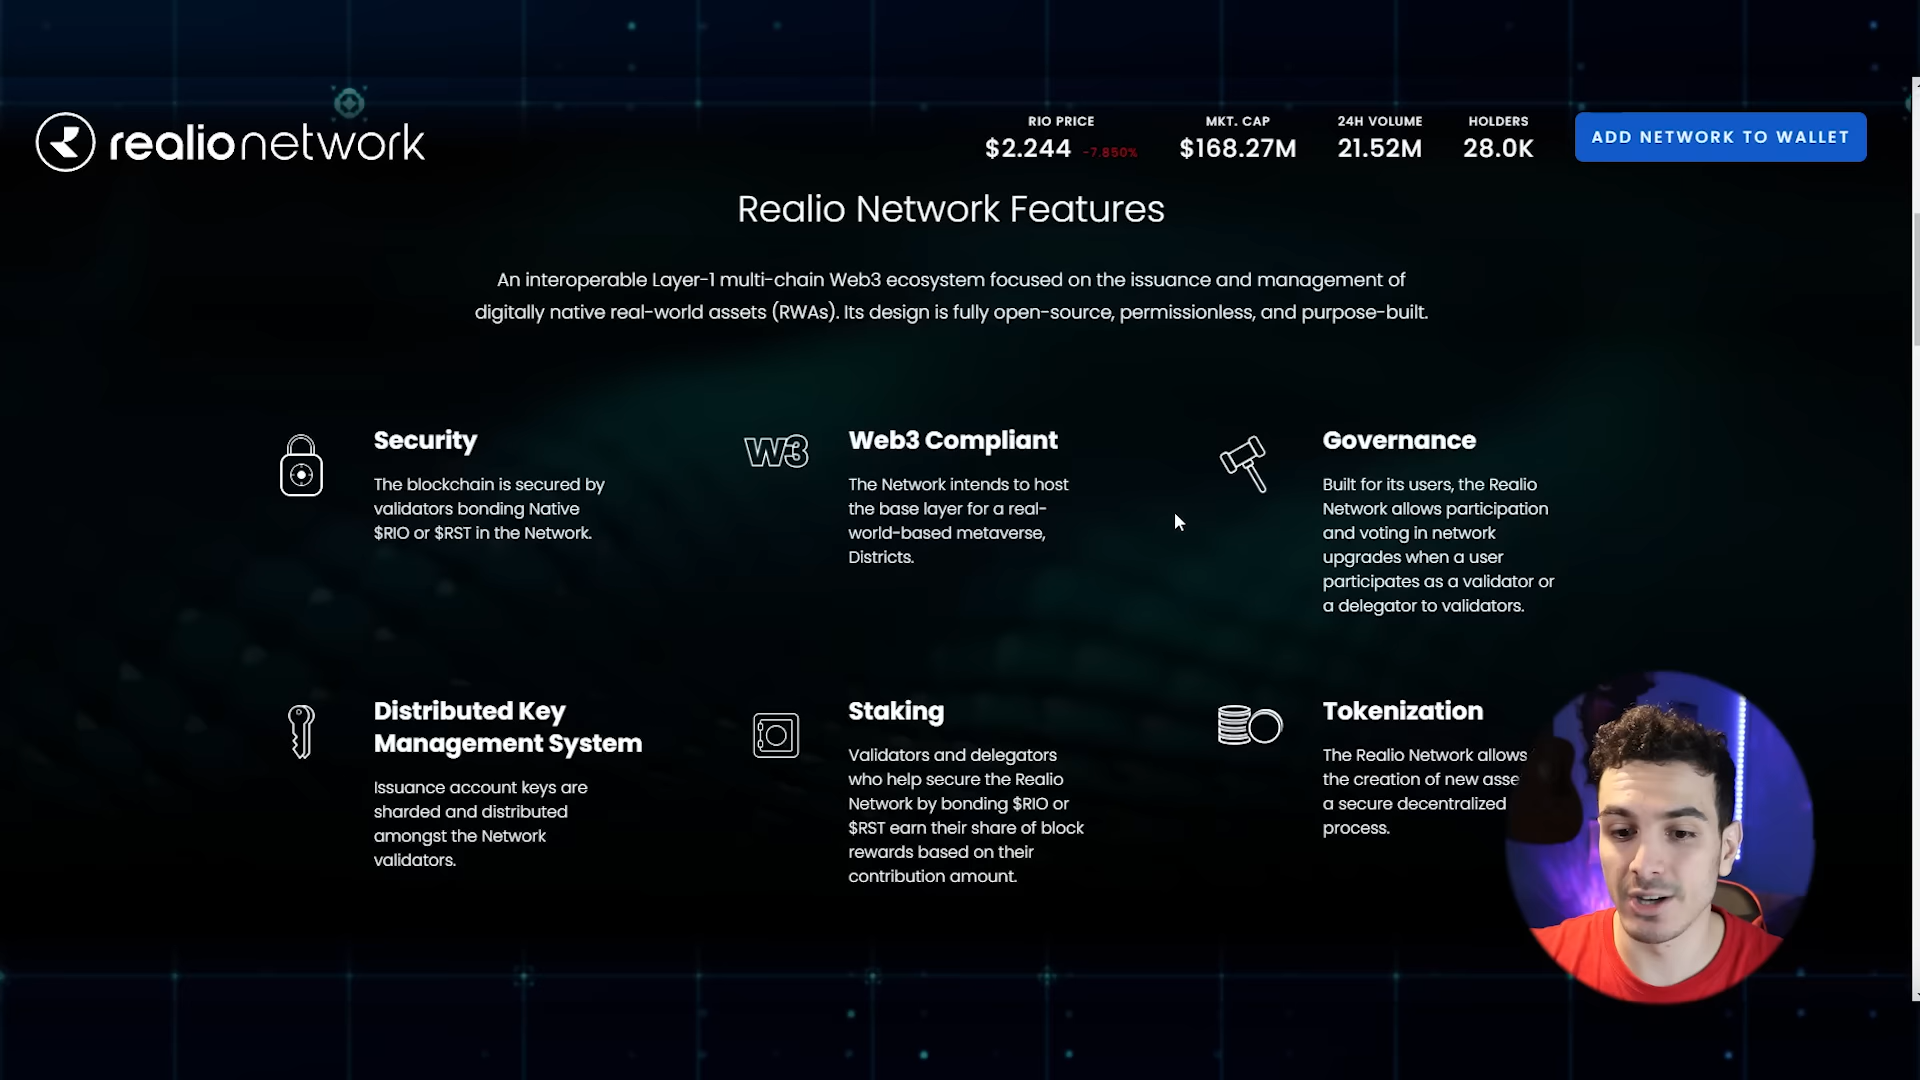 realio network
RIO PRICE
$2.244 -7.850%
MKT. CAP
$168.27M
24H VOLUME
21.52M
HOLDERS
28.0K
ADD NETWORK TO WALLET
Realio Network Features
An interoperable Layer-1 multi-chain Web3 ecosystem focused on the issuance and management of
digitally native real-world assets (RWAs). Its design is fully open-source, permissionless, and purpose-built.
Security
The blockchain is secured by
validators bonding Native
$RIO or $RST in the Network.
W3
Web3 Compliant
The Network intends to host
the base layer for a real-
world-based metaverse,
Districts.
Governance
Built for its users, the Realio
Network allows participation
and voting in network
upgrades when a user
participates as a validator or
a delegator to validators.
Distributed Key
Management System
Issuance account keys are
sharded and distributed
amongst the Network
validators.
Staking
Validators and delegators
who help secure the Realio
Network by bonding $RIO or
$RST earn their share of block
rewards based on their
contribution amount.
Tokenization
The Realio Network allows
the creation of new
a secure decentralized
process.